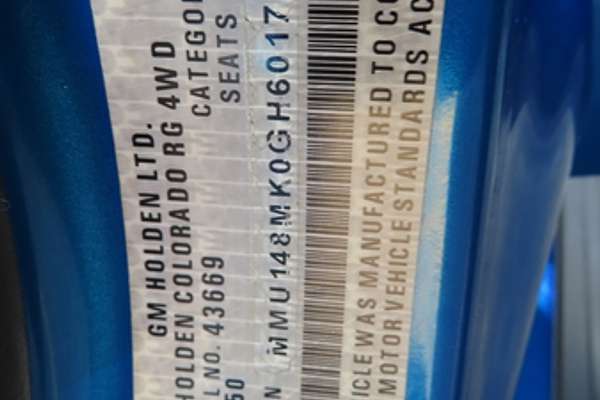 GM HOLDEN LTD.
HOLDEN COLORADO RG 4WD
L NO. 43669 CATEGO
50 SEATS
N MMU148MK0GH6017
ICLE WAS MANUFACTURED TO CO
MOTOR VEHICLE STANDARDS AC